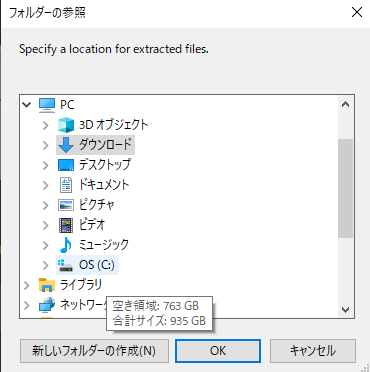 フォルダーの参照
Specify a location for extracted files.
PC
3D オブジェクト
ダウンロード
デスクトップ
ドキュメント
ピクチャ
ビデオ
ミュージック
OS (C:)
ライブラリ
ネットワーク
空き領域: 763 GB
合計サイズ: 935 GB
新しいフォルダーの作成(N)
OK
キャンセル